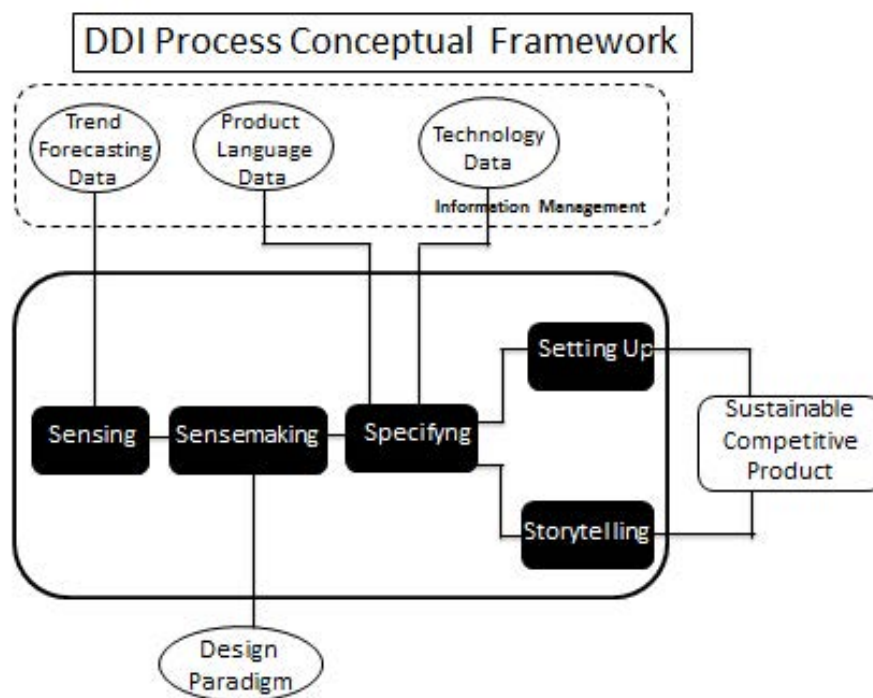 DDI Process Conceptual Framework
Trend
Forecasting
Data
Product
Language
Data
Technology
Data
Information Management
Setting Up
Sensing
Sensemaking
Specifyng
Sustainable
Competitive
Product
Storytelling
Design
Paradigm